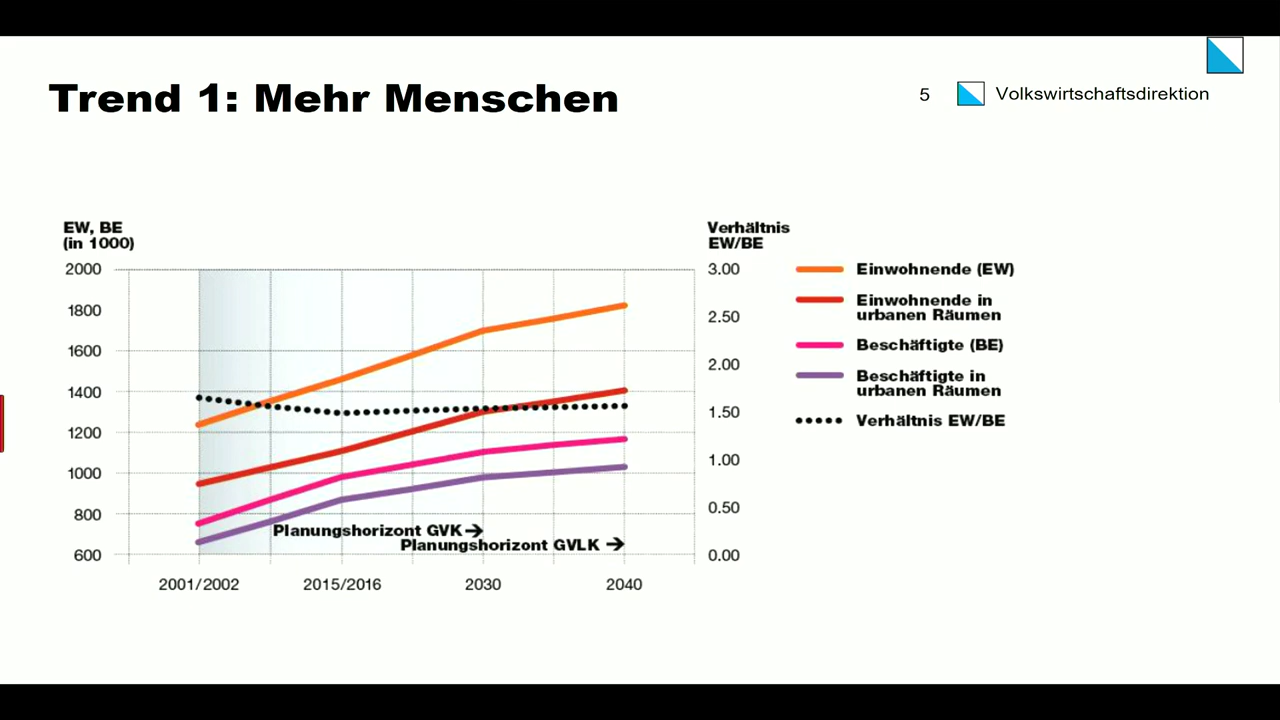 Trend 1: Mehr Menschen
5
Volkswirtschaftsdirektion
EW, BE
(in 1000)
Verhältnis
EW/BE
2000
1800
1600
1400
1200
1000
800
600
3.00
2.50
2.00
1.50
1.00
0.50
0.00
Einwohnende (EW)
Einwohnende in
urbanen Räumen
Beschäftigte (BE)
Beschäftigte in
urbanen Räumen
Verhältnis EW/BE
Planungshorizont GVK→
Planungshorizont GVLK →
2001/2002
2015/2016
2030
2040